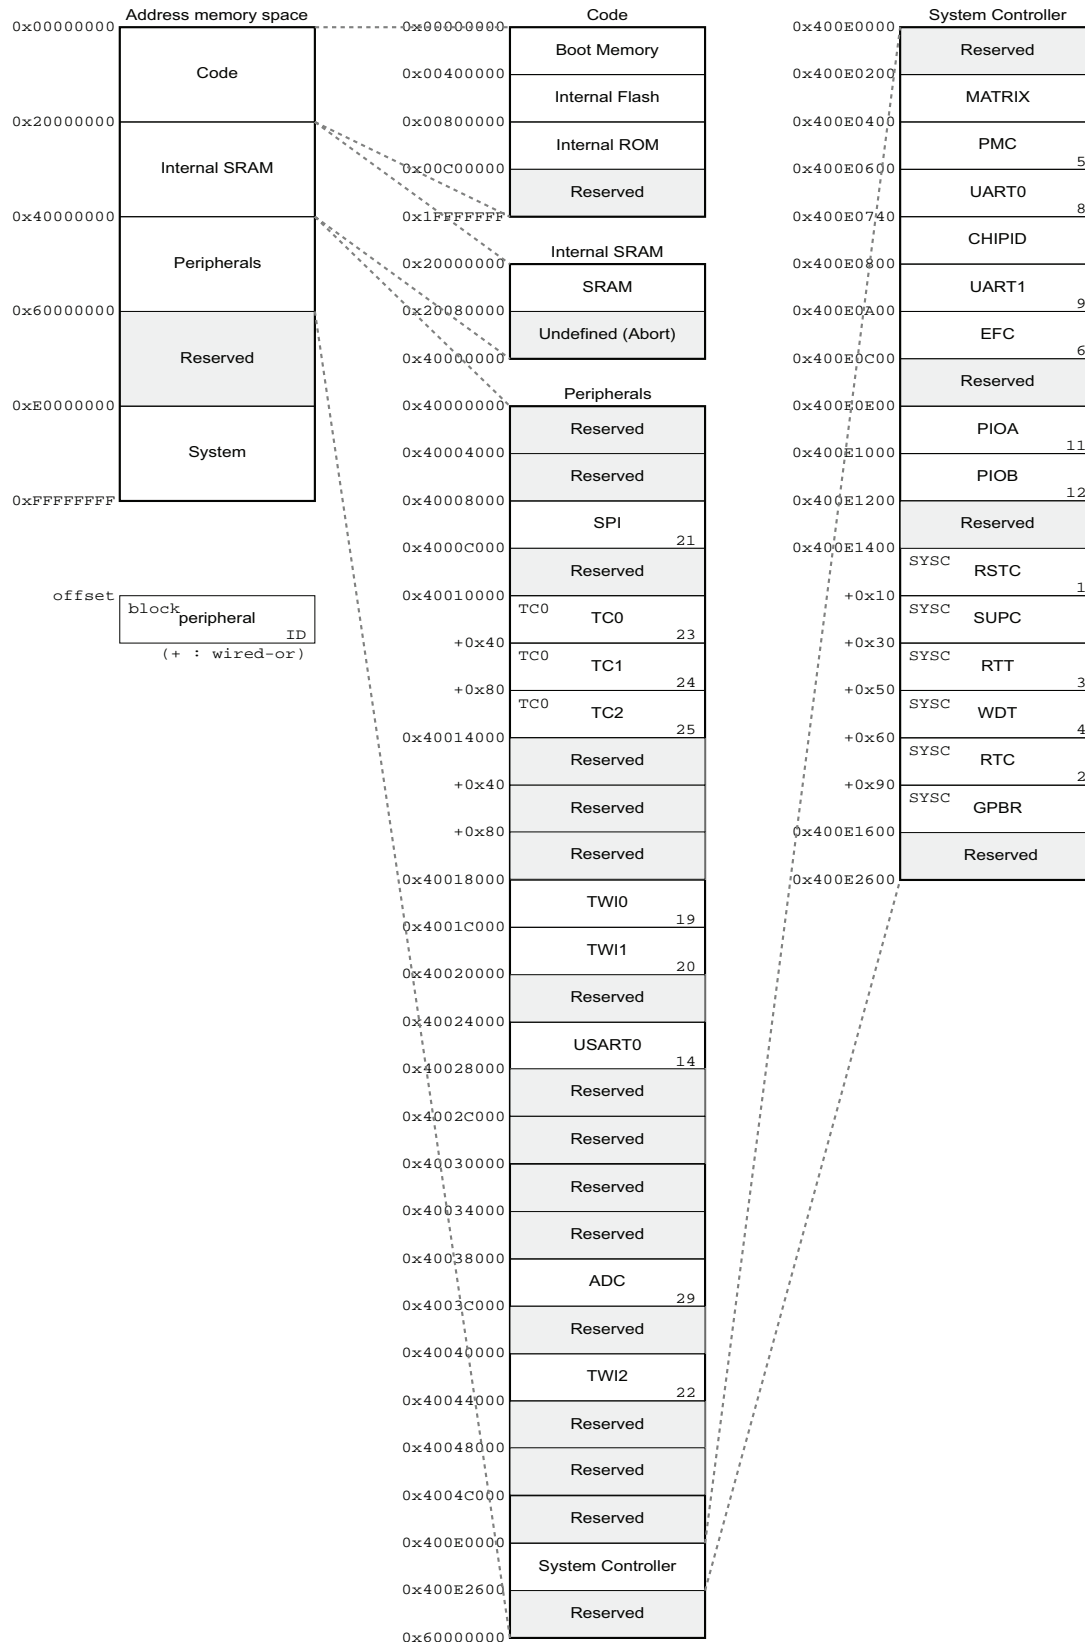 Address memory space
0x00000000
Code
0x20000000
Internal SRAM
0x40000000
Peripherals
0x60000000
Reserved
0xE0000000
System
0xFFFFFFFF
offset
block
peripheral
ID
(+ : wired-or)
Code
0x00000000
Boot Memory
0x00400000
Internal Flash
0x00800000
Internal ROM
0x00C00000
Reserved
0x1FFFFFFF
Internal SRAM
0x20000000
SRAM
0x20080000
Undefined (Abort)
0x40000000
Peripherals
0x40000000
Reserved
0x40004000
Reserved
0x40008000
SPI
21
0x4000C000
Reserved
0x40010000
TC0
TC0
23
+0x40
TC0
TC1
24
+0x80
TC0
TC2
25
0x40014000
Reserved
+0x40
Reserved
+0x80
Reserved
0x40018000
TWI0
19
0x4001C000
TWI1
20
0x40020000
Reserved
0x40024000
USART0
14
0x40028000
Reserved
0x4002C000
Reserved
0x40030000
Reserved
0x40034000
Reserved
0x40038000
ADC
29
0x4003C000
Reserved
0x40040000
TWI2
22
0x40044000
Reserved
0x40048000
Reserved
0x4004C000
Reserved
0x400E0000
System Controller
0x400E2600
Reserved
0x60000000
System Controller
0x400E0000
Reserved
0x400E0200
MATRIX
0x400E0400
PMC
5
0x400E0600
UART0
8
0x400E0740
CHIPID
0x400E0800
UART1
9
0x400E0A00
EFC
6
0x400E0C00
Reserved
0x400E0E00
PIOA
11
0x400E1000
PIOB
12
0x400E1200
Reserved
0x400E1400
SYSC
RSTC
1
+0x10
SYSC
SUPC
+0x30
SYSC
RTT
3
+0x50
SYSC
WDT
4
+0x60
SYSC
RTC
2
+0x90
SYSC
GPBR
0x400E1600
Reserved
0x400E2600